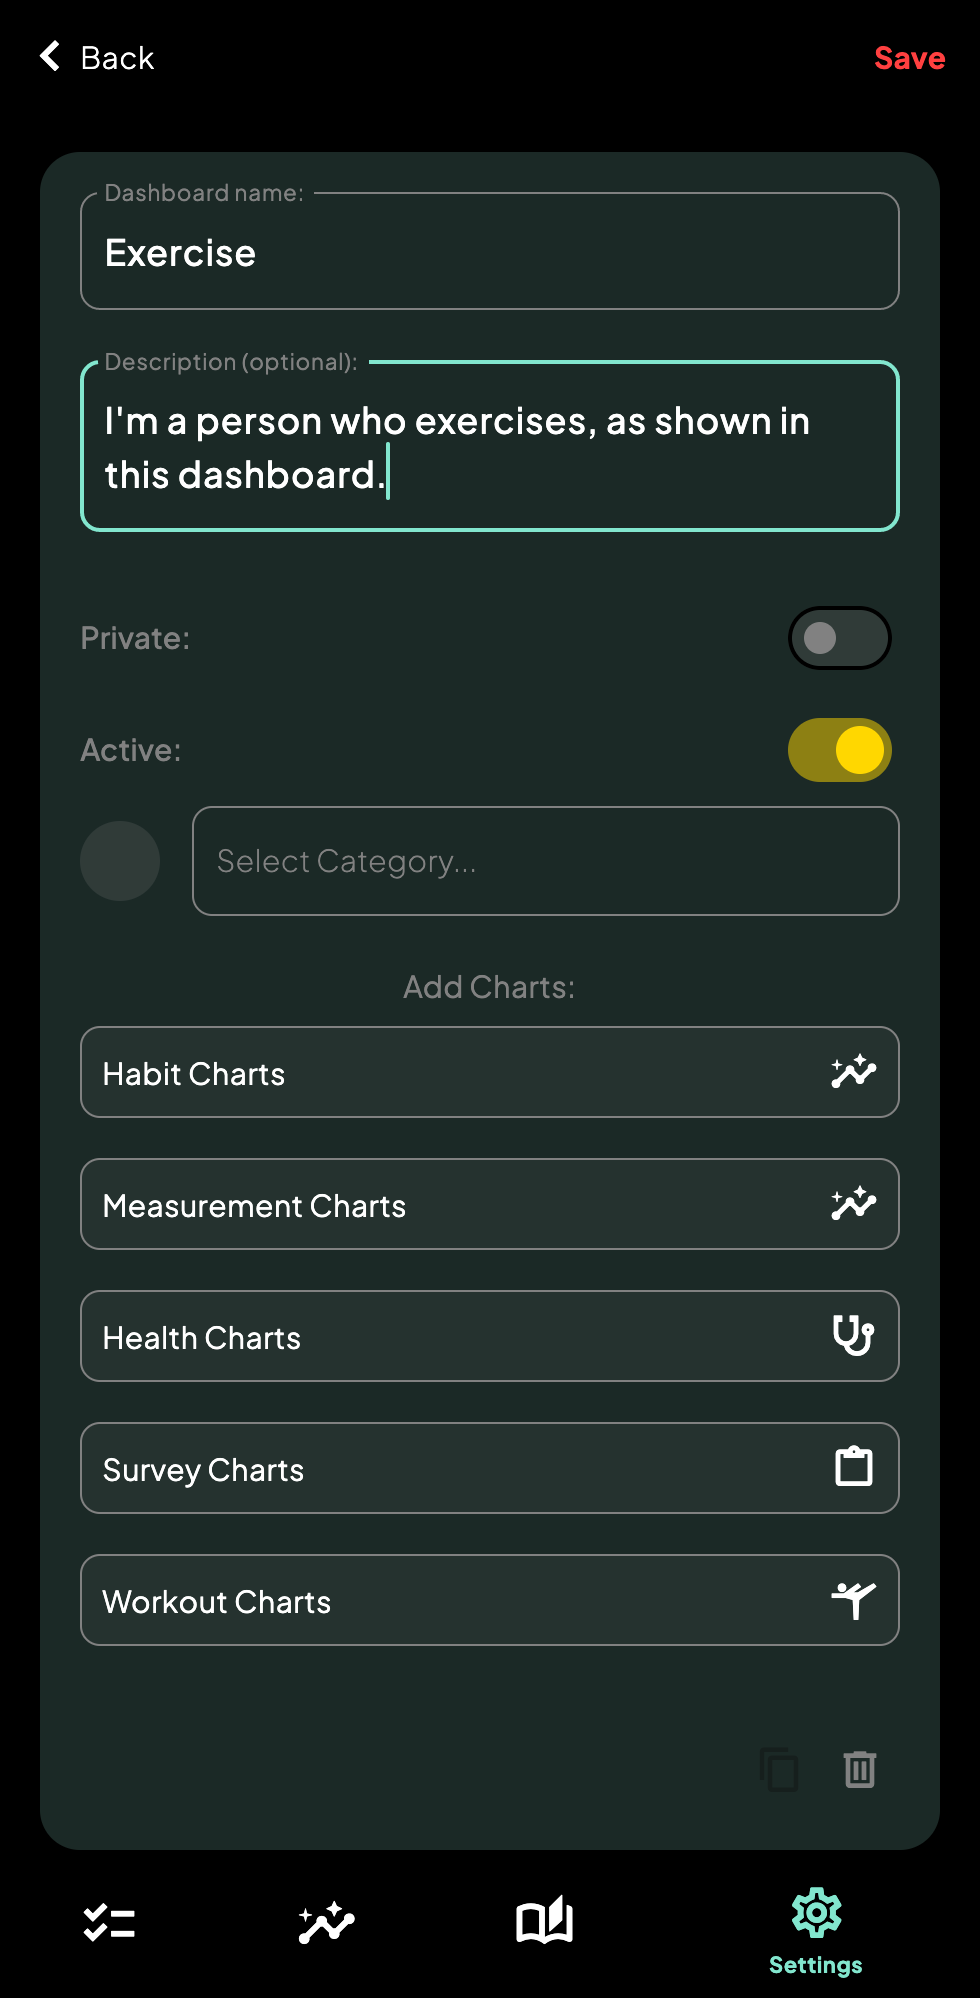 Back
Save
Dashboard name:
Exercise
Description (optional):
I'm a person who exercises, as shown in
this dashboard.
Private:
Active:
Select Category...
Add Charts:
Habit Charts
Measurement Charts
Health Charts
Survey Charts
Workout Charts
Settings